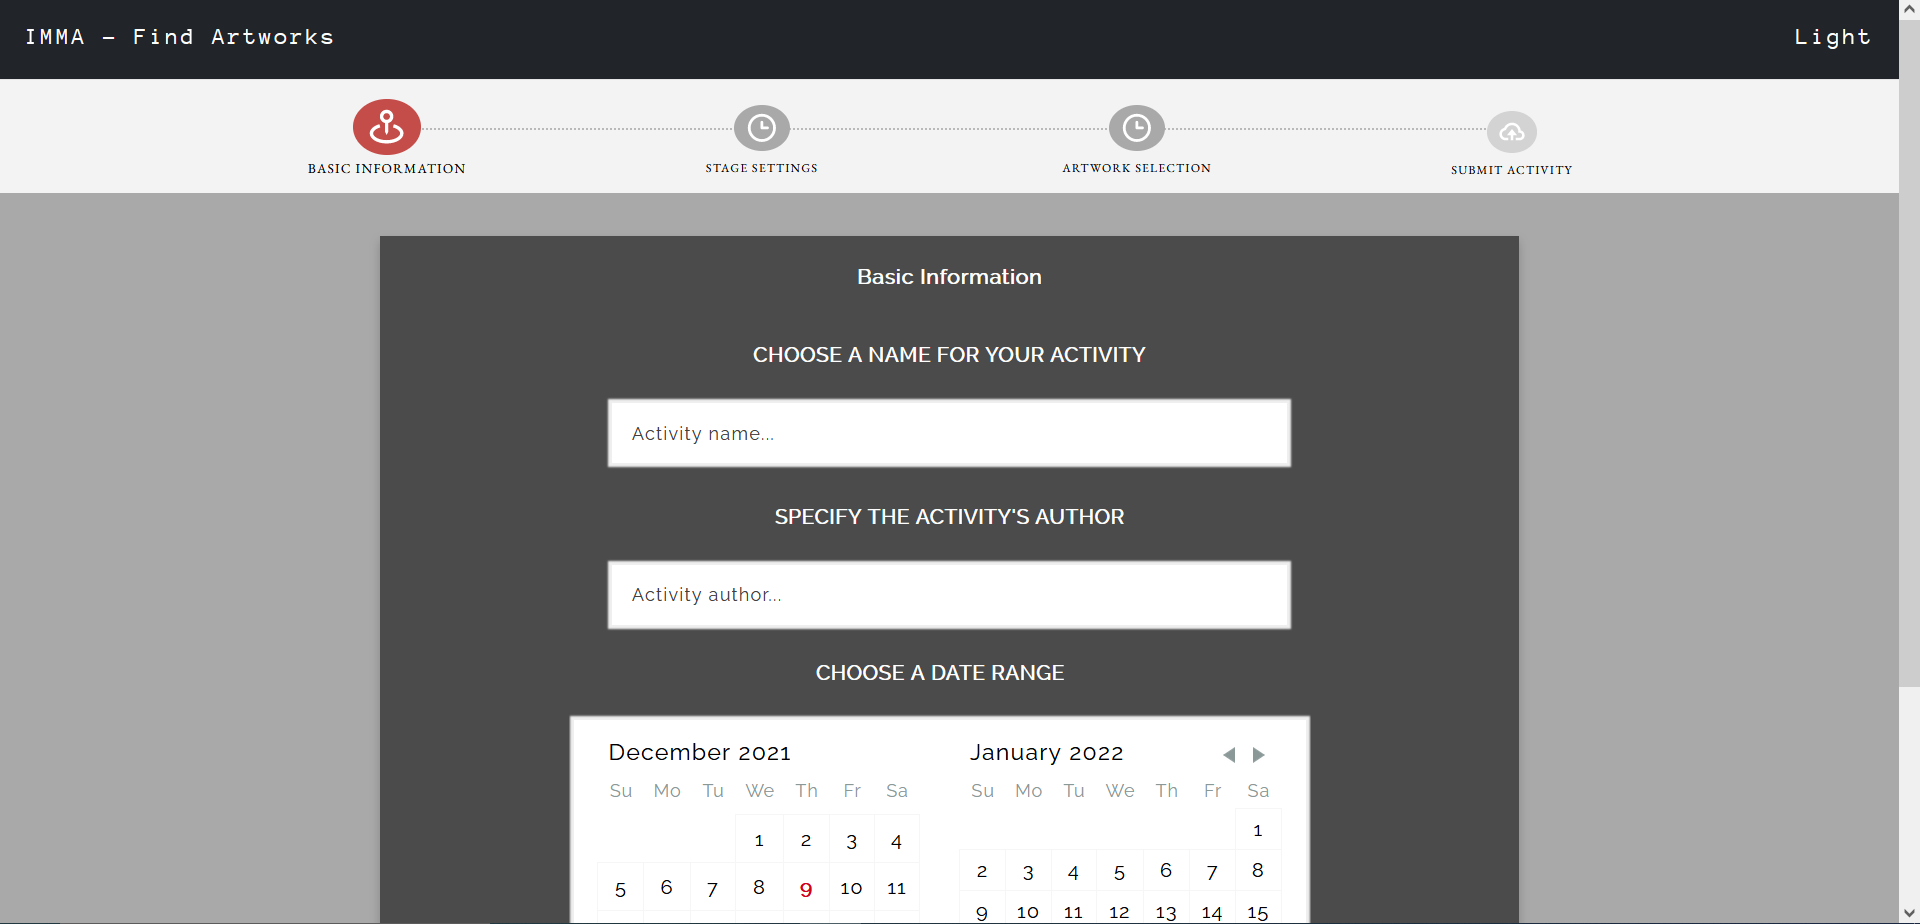 IMMA - Find Artworks
Light
BASIC INFORMATION
STAGE SETTINGS
ARTWORK SELECTION
SUBMIT ACTIVITY
Basic Information
CHOOSE A NAME FOR YOUR ACTIVITY
Activity name...
SPECIFY THE ACTIVITY'S AUTHOR
Activity author...
CHOOSE A DATE RANGE
December 2021
Su Mo Tu We Th Fr Sa
1 2 3 4
5 6 7 8 9 10 11
January 2022
Su Mo Tu We Th Fr Sa
1
2 3 4 5 6 7 8
9 10 11 12 13 14 15